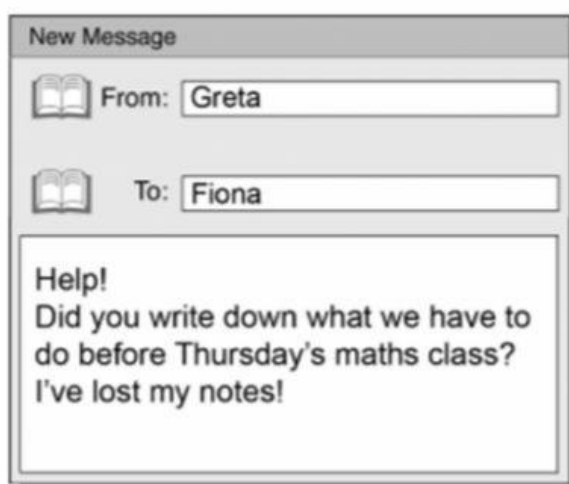 New Message
From: Greta
To: Fiona
Help!
Did you write down what we have to
do before Thursday's maths class?
I've lost my notes!